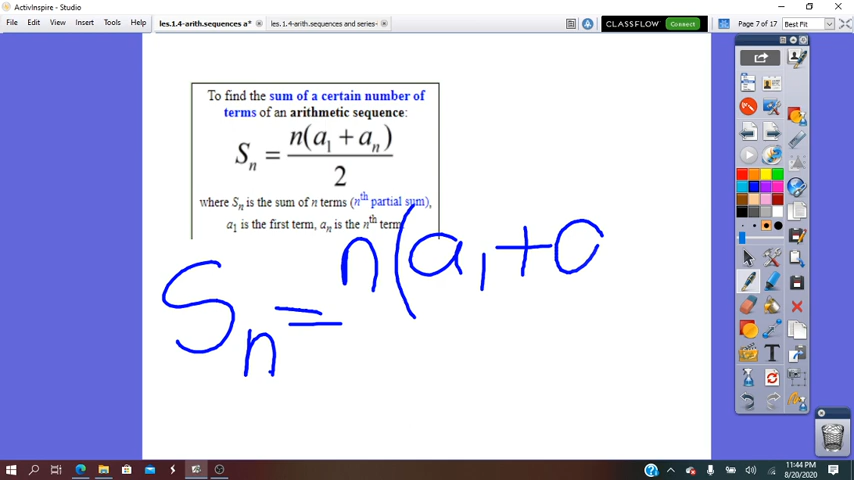 ActivInspire - Studio
File Edit View Insert Tools Help
les.1.4-arith.sequences a* les.1.4-arith.sequences and series-
CLASSFLOW Connect Page 7 of 17 Best Fit
To find the sum of a certain number of
terms of an arithmetic sequence:
Sₙ = n(a₁ + aₙ) / 2
where Sₙ is the sum of n terms (nᵗʰ partial sum),
a₁ is the first term, aₙ is the nᵗʰ term
Sₙ = n(a₁ +
11:44 PM
8/20/2020